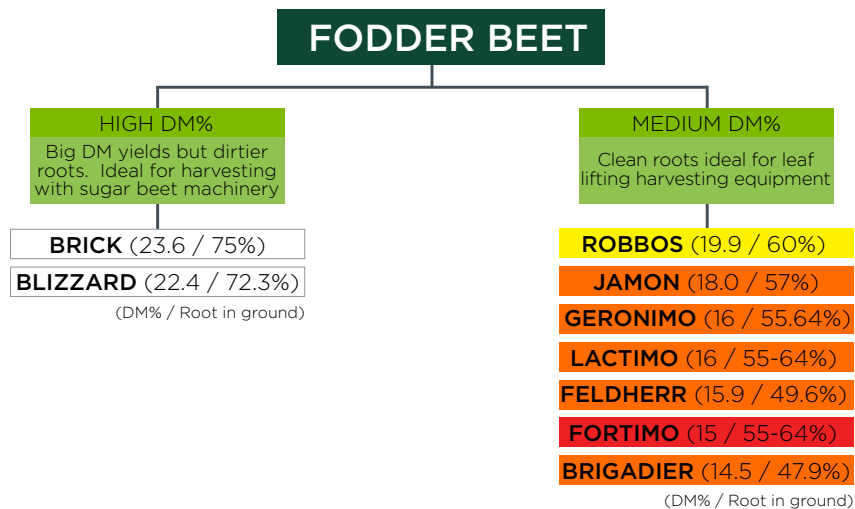 FODDER BEET
HIGH DM%
Big DM yields but dirtier
roots. Ideal for harvesting
with sugar beet machinery
BRICK (23.6 / 75%)
BLIZZARD (22.4 / 72.3%)
(DM% / Root in ground)
MEDIUM DM%
Clean roots ideal for leaf
lifting harvesting equipment
ROBBOS (19.9 / 60%)
JAMON (18.0 / 57%)
GERONIMO (16 / 55.64%)
LACTIMO (16 / 55-64%)
FELDHERR (15.9 / 49.6%)
FORTIMO (15 / 55-64%)
BRIGADIER (14.5 / 47.9%)
(DM% / Root in ground)